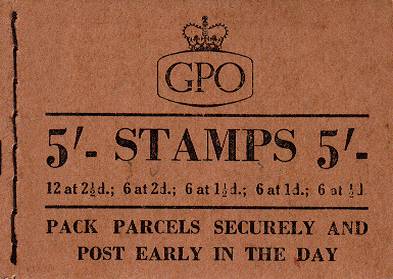 GPO
5/- STAMPS 5/-
12 at 2½d.; 6 at 2d.; 6 at 1½d.; 6 at 1d.; 6 at ½d.
PACK PARCELS SECURELY AND
POST EARLY IN THE DAY